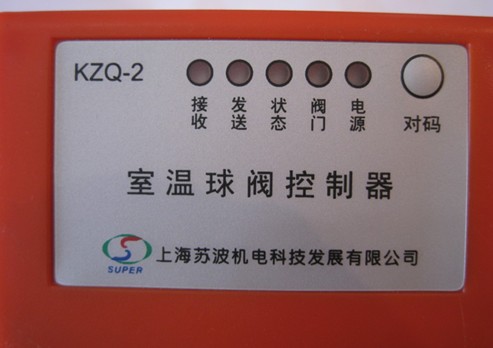 KZQ-2
接收 发送 状态 阀门 电源 对码
室温球阀控制器
SUPER 上海苏波机电科技发展有限公司